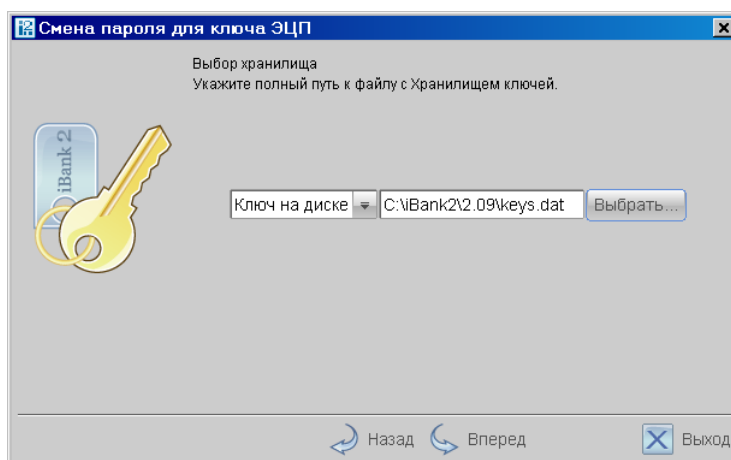 Смена пароля для ключа ЭЦП
Выбор хранилища
Укажите полный путь к файлу с Хранилищем ключей.
iBank 2
Ключ на диске C:\iBank2\2.09\keys.dat Выбрать...
Назад Вперед Выход